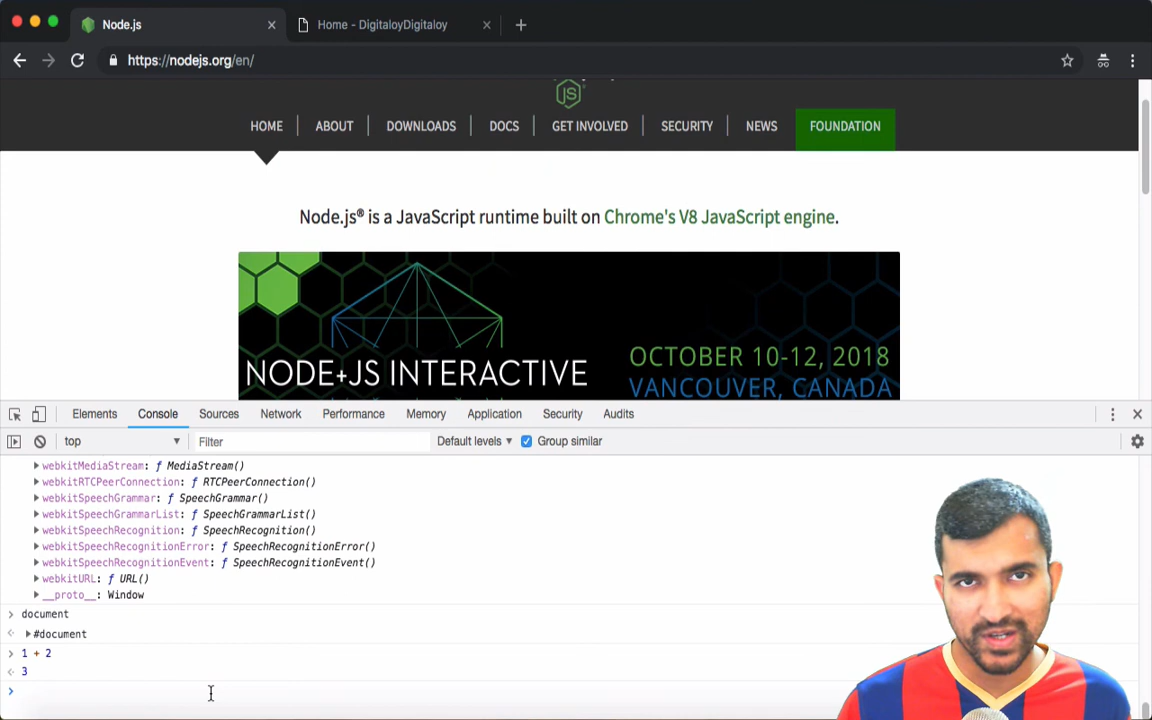 Node.js
Home - DigitaloyDigitaloy
https://nodejs.org/en/
JS
HOME
ABOUT
DOWNLOADS
DOCS
GET INVOLVED
SECURITY
NEWS
FOUNDATION
Node.js® is a JavaScript runtime built on Chrome's V8 JavaScript engine.
NODE+JS INTERACTIVE
OCTOBER 10-12, 2018
VANCOUVER, CANADA
Elements
Console
Sources
Network
Performance
Memory
Application
Security
Audits
top
Filter
Default levels
Group similar
webkitMediaStream: ƒ MediaStream()
webkitRTCPeerConnection: ƒ RTCPeerConnection()
webkitSpeechGrammar: ƒ SpeechGrammar()
webkitSpeechGrammarList: ƒ SpeechGrammarList()
webkitSpeechRecognition: ƒ SpeechRecognition()
webkitSpeechRecognitionError: ƒ SpeechRecognitionError()
webkitSpeechRecognitionEvent: ƒ SpeechRecognitionEvent()
webkitURL: ƒ URL()
__proto__: Window
document
#document
1 + 2
3